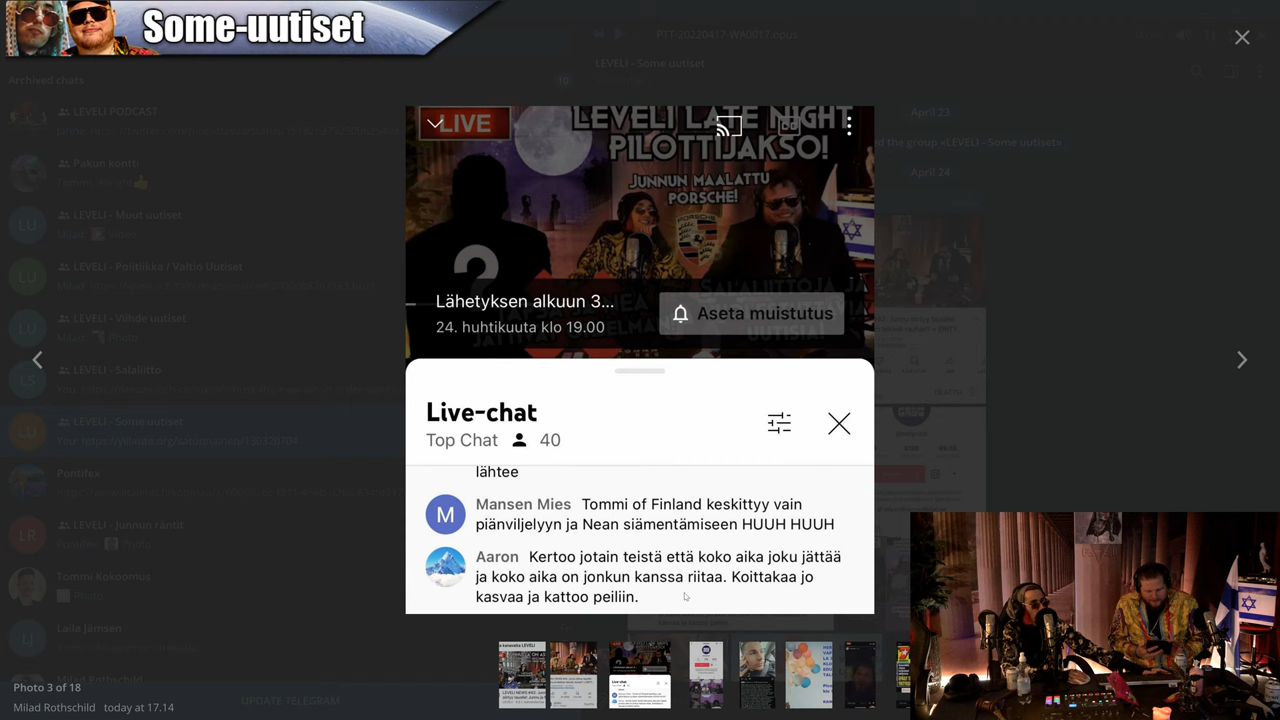 Some-uutiset
PTT-20220417-WA0017.opus
LEVELI - Some uutiset
Archived chats
10
LEVELI PODCAST
Pakun kontti
LEVELI - Muut uutiset
LEVELI - Politiikka / Valtio Uutiset
LEVELI - Viihde uutiset
LEVELI - Salaliitto
LEVELI - Some uutiset
Pontifex
LEVELI - Junnun räntit
Tommi Kokoomus
Laila Jämsen
Milad Rothschild
April 23
ed the group «LEVELI - Some uutiset»
April 24
LIVE
LEVELI LATE NIGHT
PILOTTIJAKSO!
JUNNUN MAALATTU
PORSCHE!
PORSCHE
?
Lähetyksen alkuun 3...
24. huhtikuuta klo 19.00
Aseta muistutus
Live-chat
Top Chat 40
lähtee
Mansen Mies Tommi of Finland keskittyy vain
piänviljelyyn ja Nean siämentämiseen HUUH HUUH
Aaron Kertoo jotain teistä että koko aika joku jättää
ja koko aika on jonkun kanssa riitaa. Koittakaa jo
kasvaa ja kattoo peiliin.
Photo 3 of 18
Milad Rothschild today at 17.14
UPDATE TELEGRAM